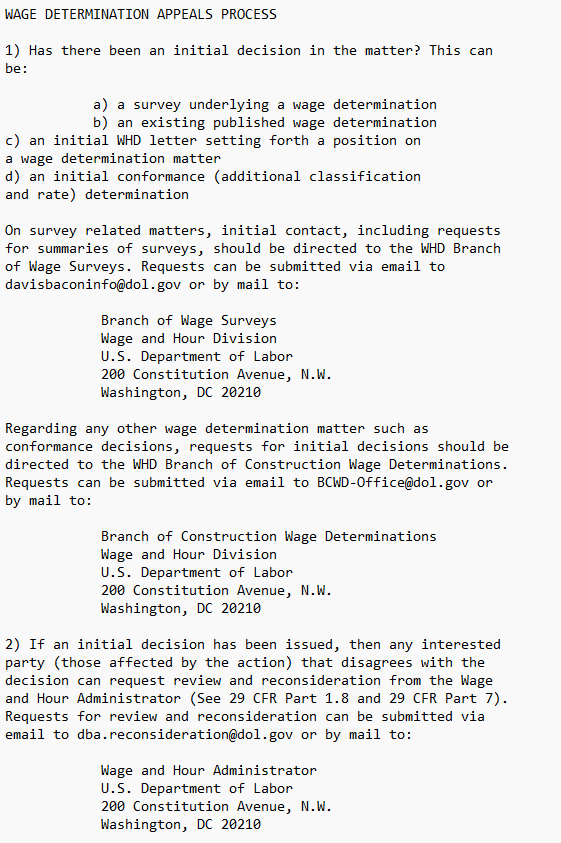 WAGE DETERMINATION APPEALS PROCESS
1) Has there been an initial decision in the matter? This can
be:
a) a survey underlying a wage determination
b) an existing published wage determination
c) an initial WHD letter setting forth a position on
a wage determination matter
d) an initial conformance (additional classification
and rate) determination
On survey related matters, initial contact, including requests
for summaries of surveys, should be directed to the WHD Branch
of Wage Surveys. Requests can be submitted via email to
davisbaconinfo@dol.gov or by mail to:
Branch of Wage Surveys
Wage and Hour Division
U.S. Department of Labor
200 Constitution Avenue, N.W.
Washington, DC 20210
Regarding any other wage determination matter such as
conformance decisions, requests for initial decisions should be
directed to the WHD Branch of Construction Wage Determinations.
Requests can be submitted via email to BCWD-Office@dol.gov or
by mail to:
Branch of Construction Wage Determinations
Wage and Hour Division
U.S. Department of Labor
200 Constitution Avenue, N.W.
Washington, DC 20210
2) If an initial decision has been issued, then any interested
party (those affected by the action) that disagrees with the
decision can request review and reconsideration from the Wage
and Hour Administrator (See 29 CFR Part 1.8 and 29 CFR Part 7).
Requests for review and reconsideration can be submitted via
email to dba.reconsideration@dol.gov or by mail to:
Wage and Hour Administrator
U.S. Department of Labor
200 Constitution Avenue, N.W.
Washington, DC 20210